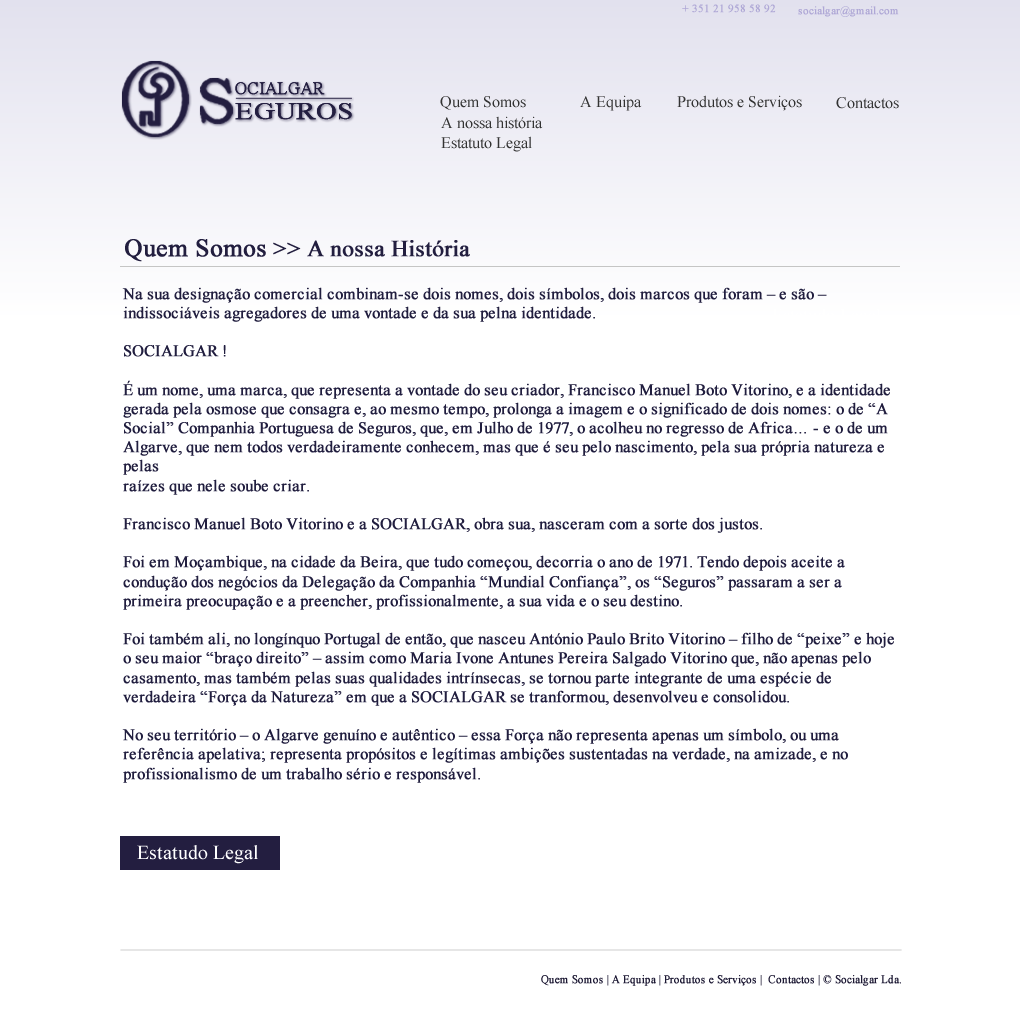 + 351 21 958 58 92 socialgar@gmail.com
SOCIALGAR
SEGUROS
Quem Somos A Equipa Produtos e Serviços Contactos
A nossa história
Estatuto Legal
Quem Somos >> A nossa História
Na sua designação comercial combinam-se dois nomes, dois símbolos, dois marcos que foram – e são –
indissociáveis agregadores de uma vontade e da sua pelna identidade.
SOCIALGAR !
É um nome, uma marca, que representa a vontade do seu criador, Francisco Manuel Boto Vitorino, e a identidade
gerada pela osmose que consagra e, ao mesmo tempo, prolonga a imagem e o significado de dois nomes: o de “A
Social” Companhia Portuguesa de Seguros, que, em Julho de 1977, o acolheu no regresso de Africa... - e o de um
Algarve, que nem todos verdadeiramente conhecem, mas que é seu pelo nascimento, pela sua própria natureza e
pelas
raízes que nele soube criar.
Francisco Manuel Boto Vitorino e a SOCIALGAR, obra sua, nasceram com a sorte dos justos.
Foi em Moçambique, na cidade da Beira, que tudo começou, decorria o ano de 1971. Tendo depois aceite a
condução dos negócios da Delegação da Companhia “Mundial Confiança”, os “Seguros” passaram a ser a
primeira preocupação e a preencher, profissionalmente, a sua vida e o seu destino.
Foi também ali, no longínquo Portugal de então, que nasceu António Paulo Brito Vitorino – filho de “peixe” e hoje
o seu maior “braço direito” – assim como Maria Ivone Antunes Pereira Salgado Vitorino que, não apenas pelo
casamento, mas também pelas suas qualidades intrínsecas, se tornou parte integrante de uma espécie de
verdadeira “Força da Natureza” em que a SOCIALGAR se tranformou, desenvolveu e consolidou.
No seu território – o Algarve genuíno e autêntico – essa Força não representa apenas um símbolo, ou uma
referência apelativa; representa propósitos e legítimas ambições sustentadas na verdade, na amizade, e no
profissionalismo de um trabalho sério e responsável.
Estatudo Legal
Quem Somos | A Equipa | Produtos e Serviços | Contactos | © Socialgar Lda.